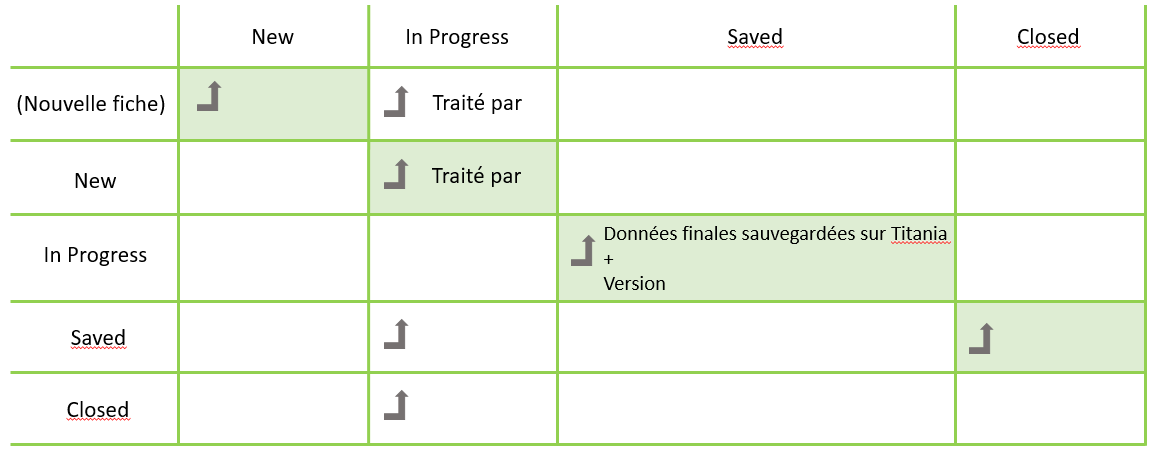 New In Progress Saved Closed
(Nouvelle fiche) Traité par
New Traité par
In Progress Données finales sauvegardées sur Titania
+
Version
Saved
Closed